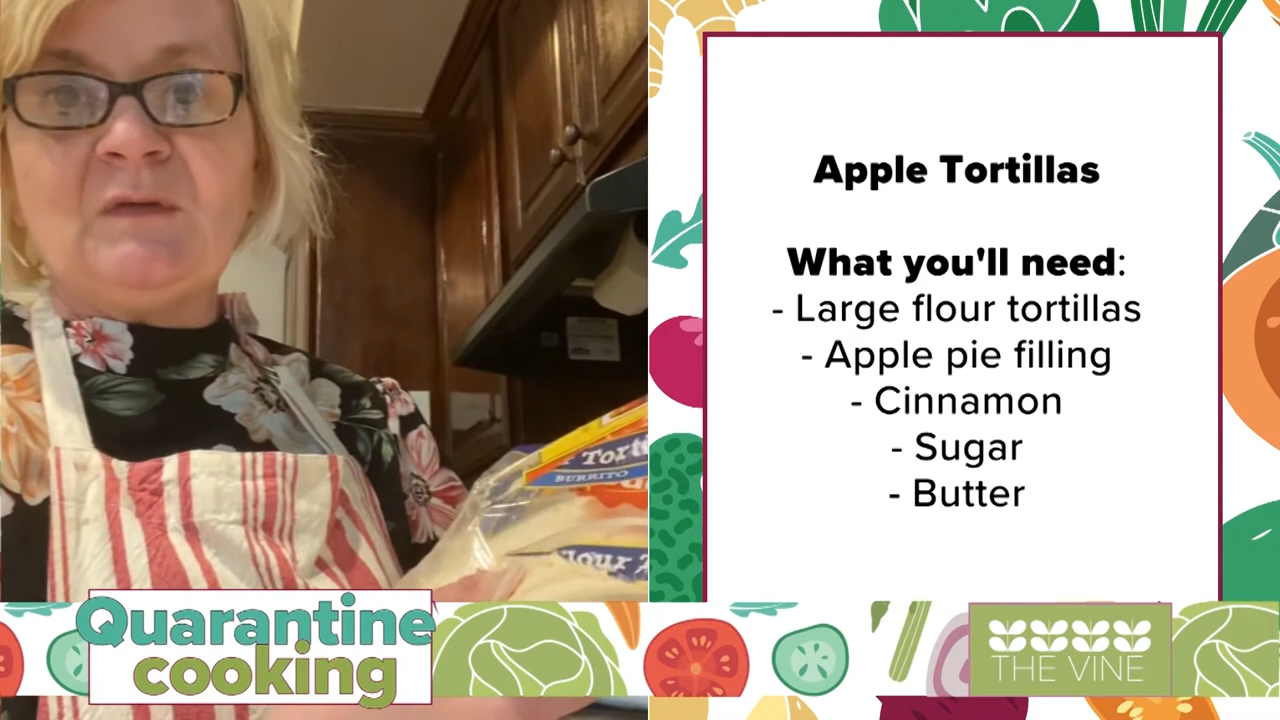 Apple Tortillas
What you'll need:
- Large flour tortillas
- Apple pie filling
- Cinnamon
- Sugar
- Butter
BURRITO
Quarantine
cooking
THE VINE